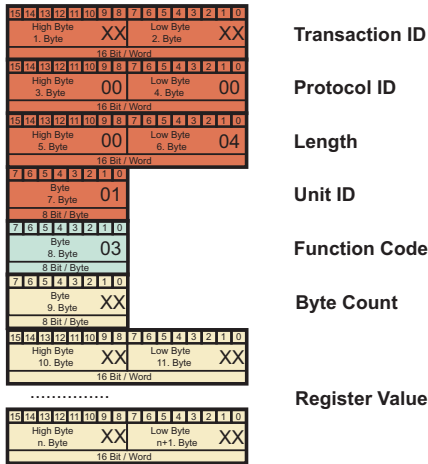 15 14 13 12 11 10 9 8 7 6 5 4 3 2 1 0
High Byte XX Low Byte XX Transaction ID
1. Byte 2. Byte
16 Bit / Word
15 14 13 12 11 10 9 8 7 6 5 4 3 2 1 0
High Byte 00 Low Byte 00 Protocol ID
3. Byte 4. Byte
16 Bit / Word
15 14 13 12 11 10 9 8 7 6 5 4 3 2 1 0
High Byte 00 Low Byte 04 Length
5. Byte 6. Byte
16 Bit / Word
7 6 5 4 3 2 1 0
Byte 01 Unit ID
7. Byte
8 Bit / Byte
7 6 5 4 3 2 1 0
Byte 03 Function Code
8. Byte
8 Bit / Byte
7 6 5 4 3 2 1 0
Byte XX Byte Count
9. Byte
8 Bit / Byte
15 14 13 12 11 10 9 8 7 6 5 4 3 2 1 0
High Byte XX Low Byte XX
10. Byte 11. Byte
16 Bit / Word
............... Register Value
15 14 13 12 11 10 9 8 7 6 5 4 3 2 1 0
High Byte XX Low Byte XX
n. Byte n+1. Byte
16 Bit / Word